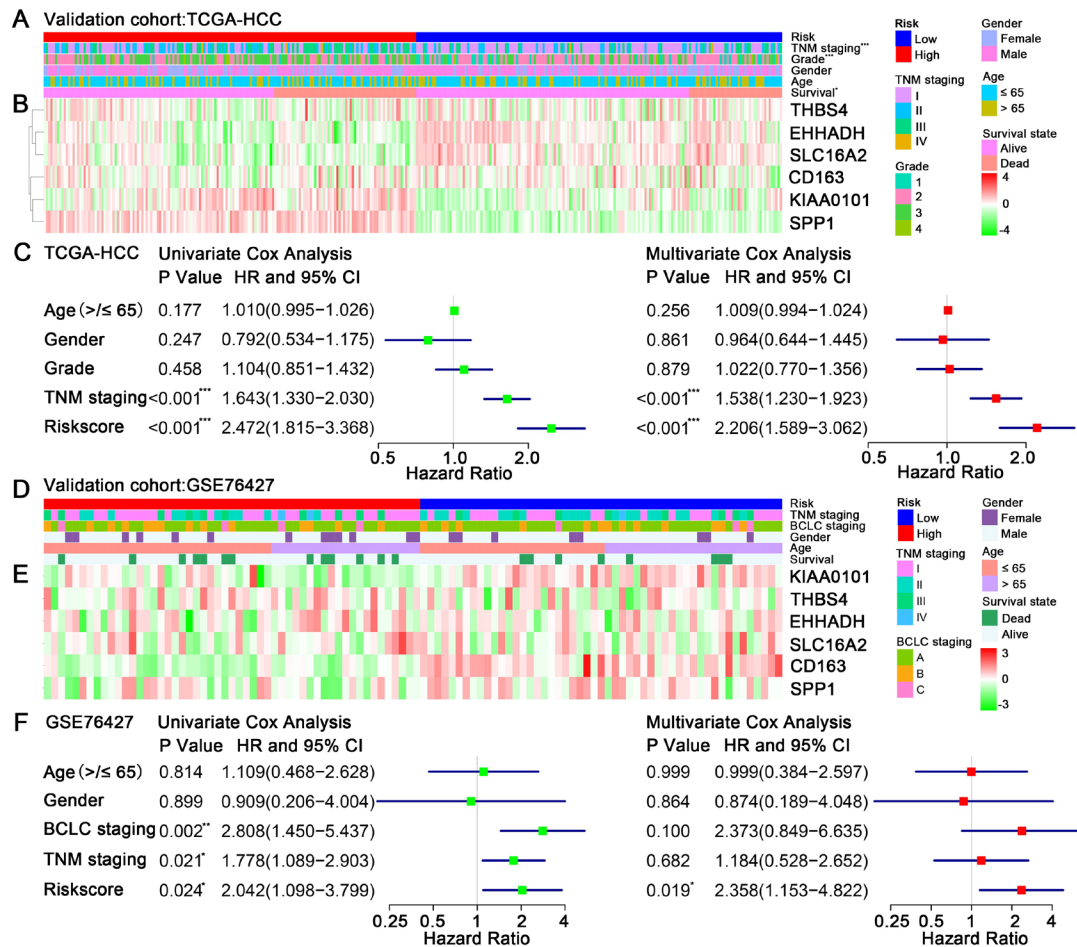 A
Validation cohort:TCGA-HCC
Risk
TNM staging***
Grade***
Gender
Age
Survival*
B
THBS4
EHHADH
SLC16A2
CD163
KIAA0101
SPP1
Risk
Low
High
TNM staging
I
II
III
IV
Grade
1
2
3
4
Gender
Female
Male
Age
≤ 65
> 65
Survival state
Alive
Dead
4
2
0
-2
-4
C TCGA-HCC
Univariate Cox Analysis
Multivariate Cox Analysis
P Value HR and 95% CI
P Value HR and 95% CI
Age (>/≤ 65) 0.177 1.010(0.995−1.026) 0.256 1.009(0.994−1.024)
Gender 0.247 0.792(0.534−1.175) 0.861 0.964(0.644−1.445)
Grade 0.458 1.104(0.851−1.432) 0.879 1.022(0.770−1.356)
TNM staging <0.001*** 1.643(1.330−2.030) <0.001*** 1.538(1.230−1.923)
Riskscore <0.001*** 2.472(1.815−3.368) <0.001*** 2.206(1.589−3.062)
0.5 1.0 2.0
Hazard Ratio
0.5 1.0 2.0
Hazard Ratio
D
Validation cohort:GSE76427
Risk
TNM staging
BCLC staging
Gender
Age
Survival
E
KIAA0101
THBS4
EHHADH
SLC16A2
CD163
SPP1
Risk
Low
High
TNM staging
I
II
III
IV
BCLC staging
A
B
C
Gender
Female
Male
Age
≤ 65
> 65
Survival state
Dead
Alive
3
0
-3
F GSE76427
Univariate Cox Analysis
Multivariate Cox Analysis
P Value HR and 95% CI
P Value HR and 95% CI
Age (>/≤ 65) 0.814 1.109(0.468−2.628) 0.999 0.999(0.384−2.597)
Gender 0.899 0.909(0.206−4.004) 0.864 0.874(0.189−4.048)
BCLC staging 0.002** 2.808(1.450−5.437) 0.100 2.373(0.849−6.635)
TNM staging 0.021* 1.778(1.089−2.903) 0.682 1.184(0.528−2.652)
Riskscore 0.024* 2.042(1.098−3.799) 0.019* 2.358(1.153−4.822)
0.25 0.5 1 2 4
Hazard Ratio
0.25 0.5 1 2 4
Hazard Ratio